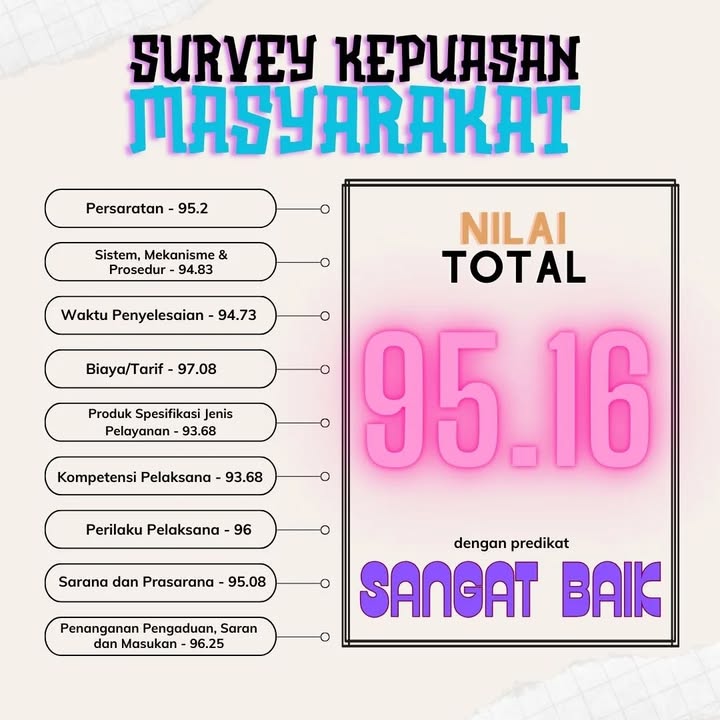 SURVEY KEPUASAN
MASYARAKAT
Persaratan - 95.2
Sistem, Mekanisme &
Prosedur - 94.83
Waktu Penyelesaian - 94.73
Biaya/Tarif - 97.08
Produk Spesifikasi Jenis
Pelayanan - 93.68
Kompetensi Pelaksana - 93.68
Perilaku Pelaksana - 96
Sarana dan Prasarana - 95.08
Penanganan Pengaduan, Saran
dan Masukan - 96.25
NILAI
TOTAL
95.16
dengan predikat
SANGAT BAIK